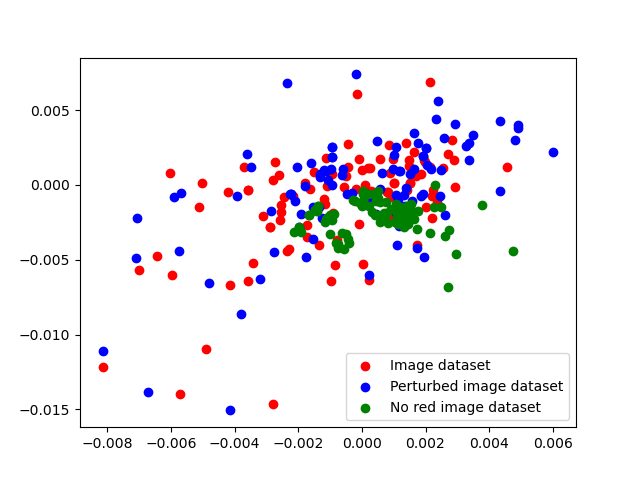 0.005
0.000
−0.005
−0.010
−0.015
−0.008 −0.006 −0.004 −0.002 0.000 0.002 0.004 0.006
Image dataset
Perturbed image dataset
No red image dataset